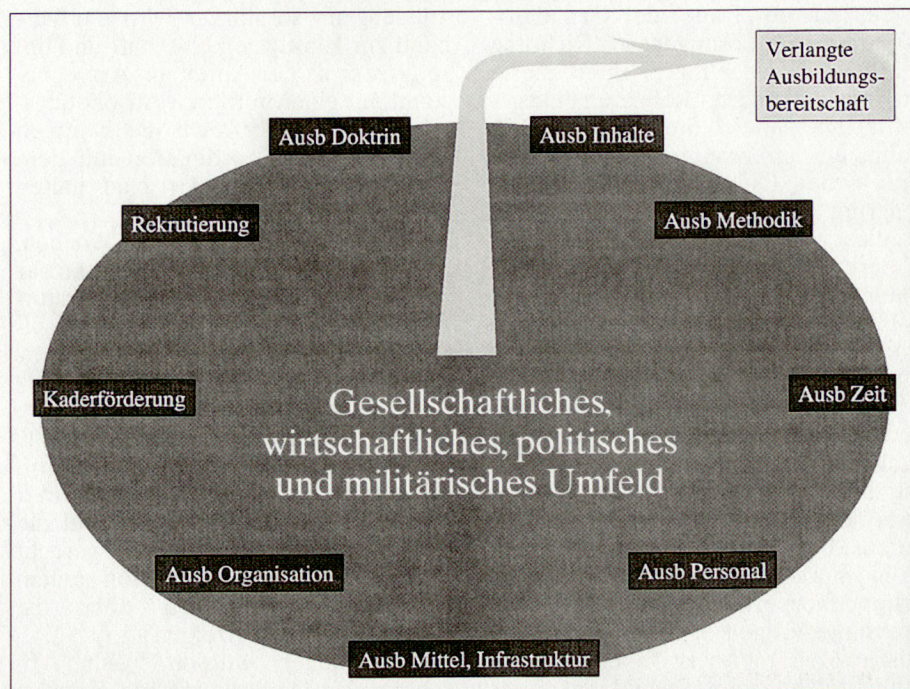 Verlangte
Ausbildungs-
bereitschaft
Ausb Doktrin
Ausb Inhalte
Rekrutierung
Ausb Methodik
Kaderförderung
Ausb Zeit
Gesellschaftliches,
wirtschaftliches, politisches
und militärisches Umfeld
Ausb Organisation
Ausb Personal
Ausb Mittel, Infrastruktur